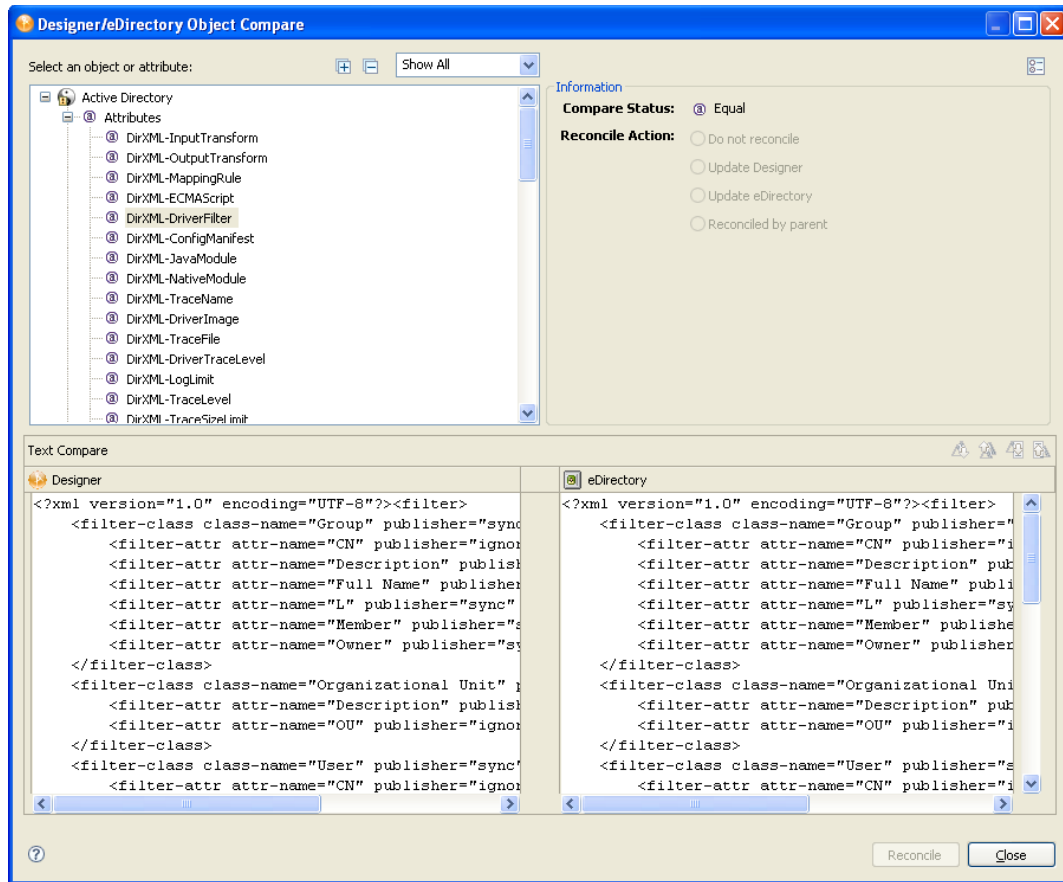 Designer/eDirectory Object Compare
Select an object or attribute:
Show All
Active Directory
Attributes
DirXML-InputTransform
DirXML-OutputTransform
DirXML-MappingRule
DirXML-ECMAScript
DirXML-DriverFilter
DirXML-ConfigManifest
DirXML-JavaModule
DirXML-NativeModule
DirXML-TraceName
DirXML-DriverImage
DirXML-TraceFile
DirXML-DriverTraceLevel
DirXML-LogLimit
DirXML-TraceLevel
DirXML-TraceSizeLimit
Information
Compare Status: Equal
Reconcile Action: Do not reconcile
Update Designer
Update eDirectory
Reconciled by parent
Text Compare
Designer
<?xml version="1.0" encoding="UTF-8"?><filter>
<filter-class class-name="Group" publisher="sync
<filter-attr attr-name="CN" publisher="ignor
<filter-attr attr-name="Description" publish
<filter-attr attr-name="Full Name" publisher
<filter-attr attr-name="L" publisher="sync"
<filter-attr attr-name="Member" publisher="s
<filter-attr attr-name="Owner" publisher="sy
</filter-class>
<filter-class class-name="Organizational Unit" p
<filter-attr attr-name="Description" publish
<filter-attr attr-name="OU" publisher="ignor
</filter-class>
<filter-class class-name="User" publisher="sync"
<filter-attr attr-name="CN" publisher="ignor
eDirectory
<?xml version="1.0" encoding="UTF-8"?><filter>
<filter-class class-name="Group" publisher="
<filter-attr attr-name="CN" publisher="i
<filter-attr attr-name="Description" pub
<filter-attr attr-name="Full Name" publi
<filter-attr attr-name="L" publisher="sy
<filter-attr attr-name="Member" publishe
<filter-attr attr-name="Owner" publisher
</filter-class>
<filter-class class-name="Organizational Uni
<filter-attr attr-name="Description" pub
<filter-attr attr-name="OU" publisher="i
</filter-class>
<filter-class class-name="User" publisher="s
<filter-attr attr-name="CN" publisher="i
Reconcile
Close